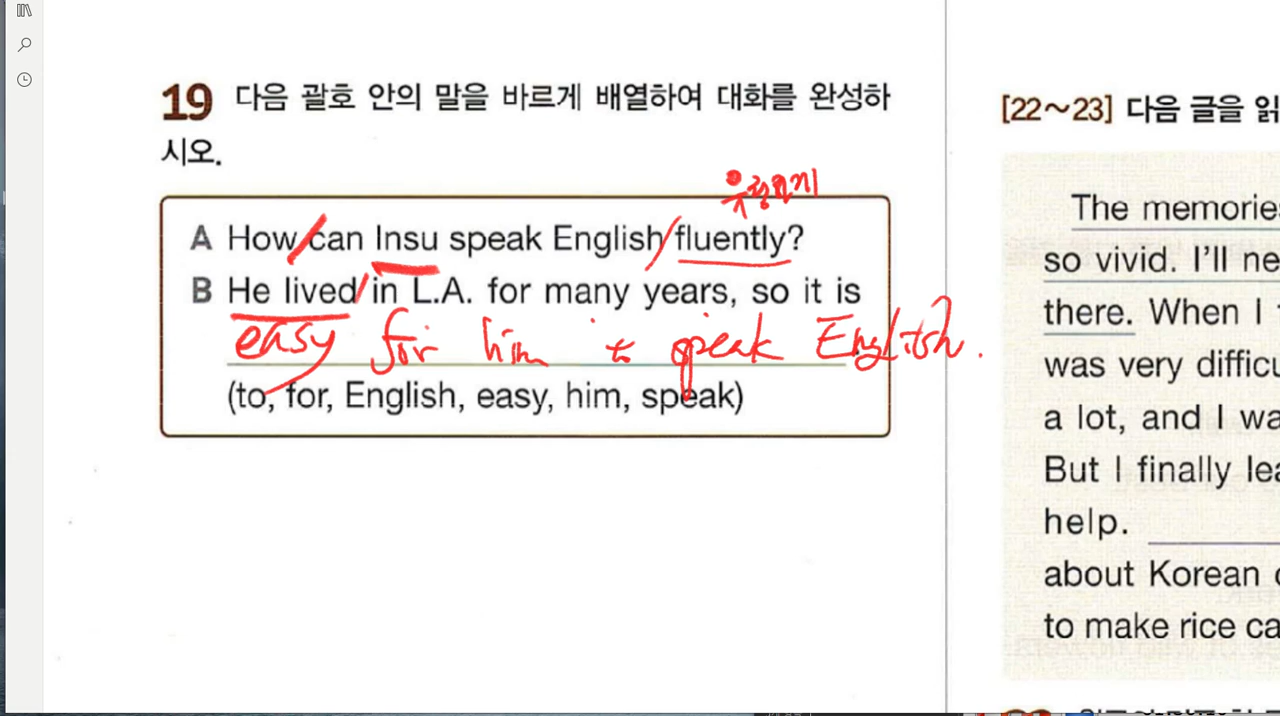 19 다음 괄호 안의 말을 바르게 배열하여 대화를 완성하
시오.
유창하게
A How can Insu speak English fluently?
B He lived in L.A. for many years, so it is
easy for him to speak English.
(to, for, English, easy, him, speak)
[22~23] 다음 글을 읽
The memories
so vivid. I'll ne
there. When I
was very difficu
a lot, and I wa
But I finally lea
help.
about Korean
to make rice ca